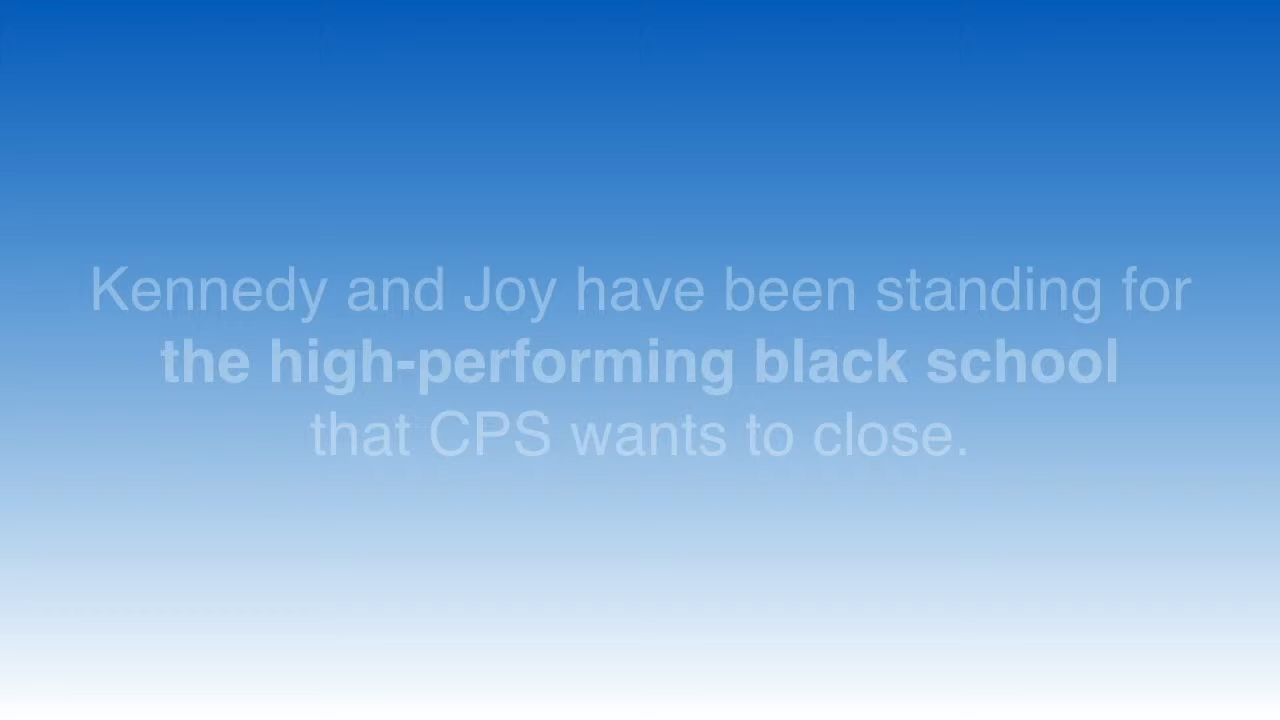 Kennedy and Joy have been standing for
the high-performing black school
that CPS wants to close.